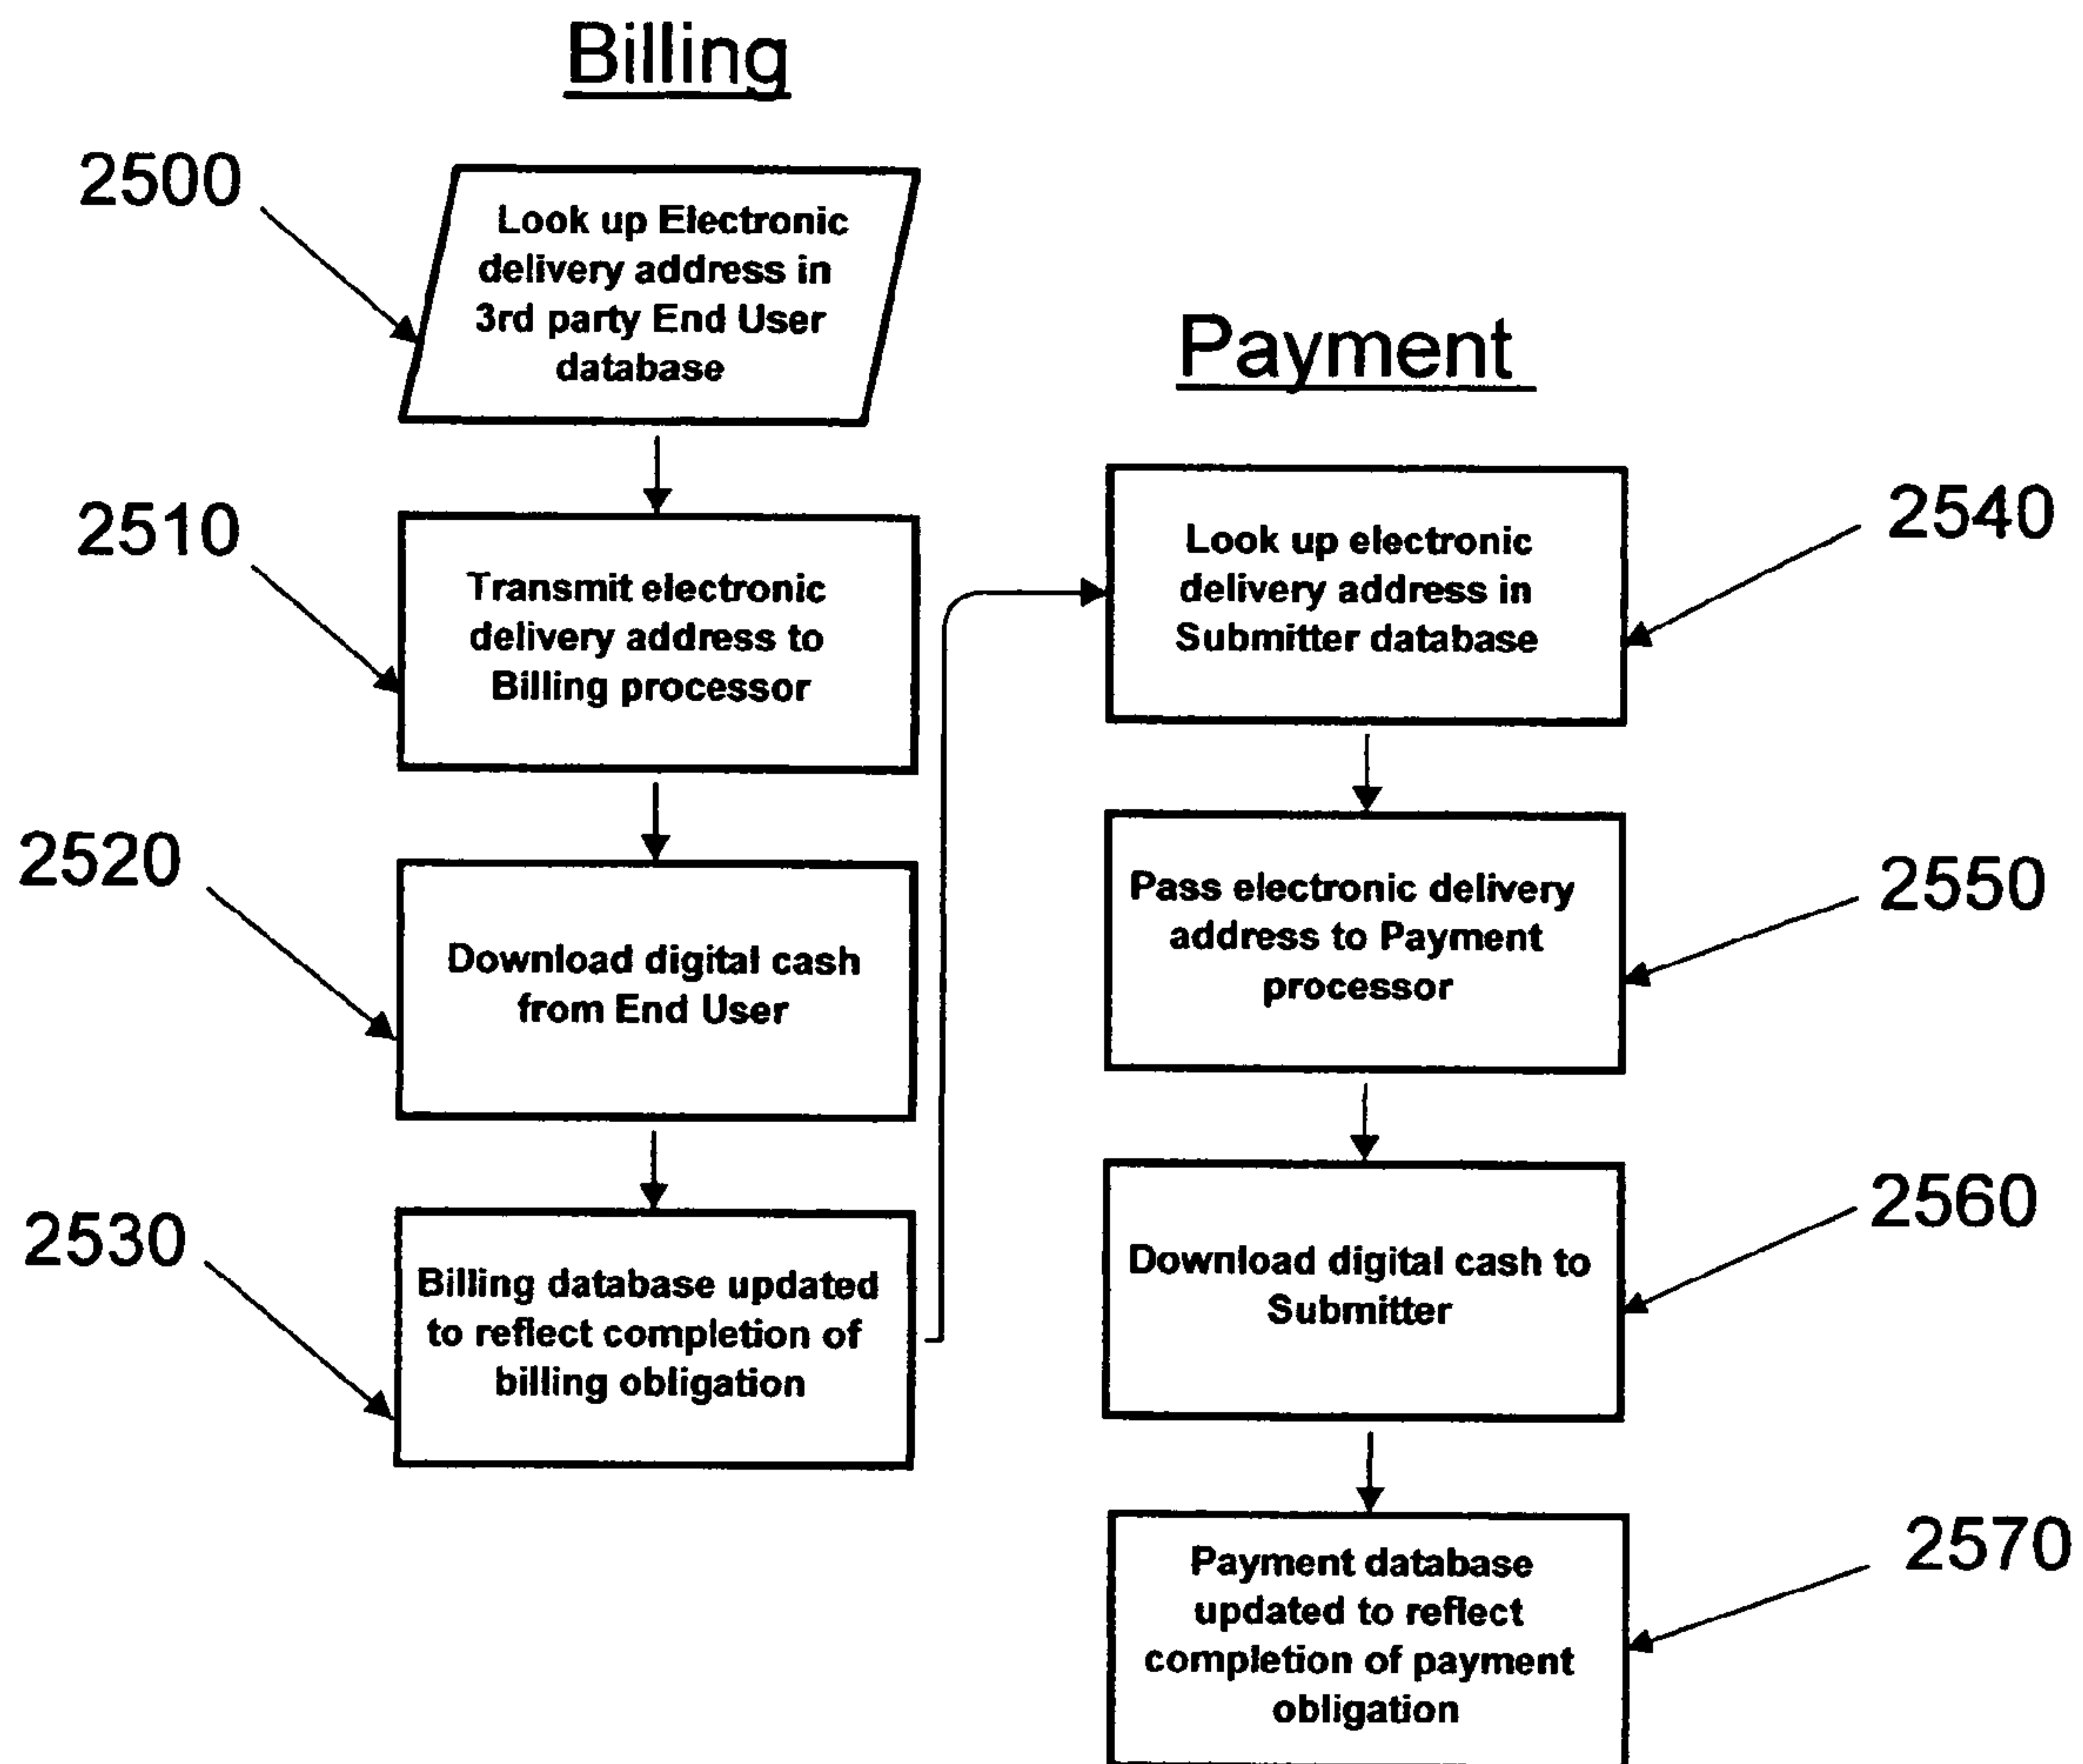 Billing
2500
Look up Electronic
delivery address in
3rd party End User
database
2510
Transmit electronic
delivery address to
Billing processor
2520
Download digital cash
from End User
2530
Billing database updated
to reflect completion of
billing obligation
Payment
2540
Look up electronic
delivery address in
Submitter database
2550
Pass electronic delivery
address to Payment
processor
2560
Download digital cash to
Submitter
2570
Payment database
updated to reflect
completion of payment
obligation